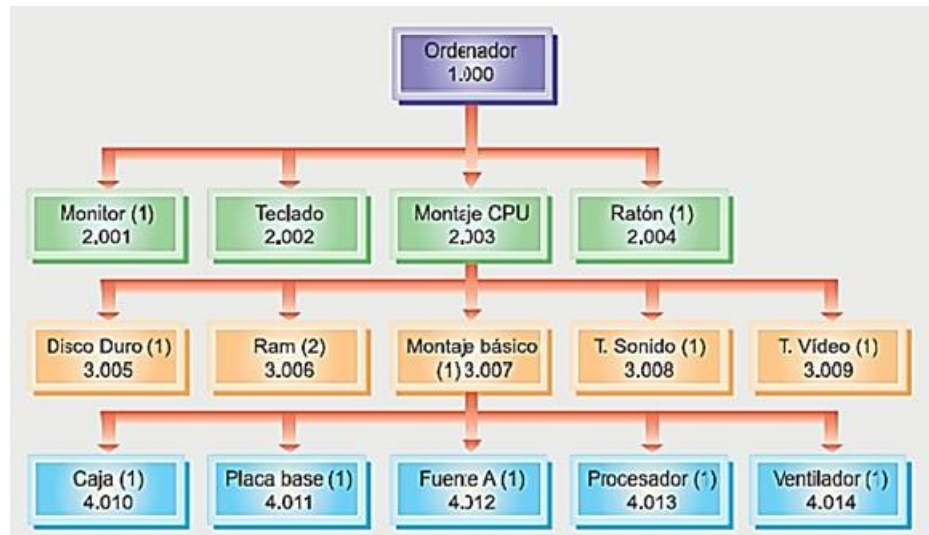 Ordenador
1.000
Monitor (1)
2.001
Teclado
2.002
Montaje CPU
2.003
Ratón (1)
2.004
Disco Duro (1)
3.005
Ram (2)
3.006
Montaje básico
(1) 3.007
T. Sonido (1)
3.008
T. Vídeo (1)
3.009
Caja (1)
4.010
Placa base (1)
4.011
Fuente A (1)
4.012
Procesador (1)
4.013
Ventilador (1)
4.014